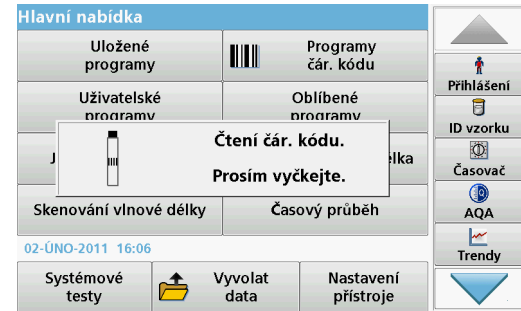 Hlavní nabídka
Uložené
programy
Programy
čár. kódu
Uživatelské
programy
Oblíbené
programy
Čtení čár. kódu.
Prosím vyčkejte.
Skenování vlnové délky
Časový průběh
02-ÚNO-2011 16:06
Systémové
testy
Vyvolat
data
Nastavení
přístroje
Přihlášení
ID vzorku
Časovač
AQA
Trendy